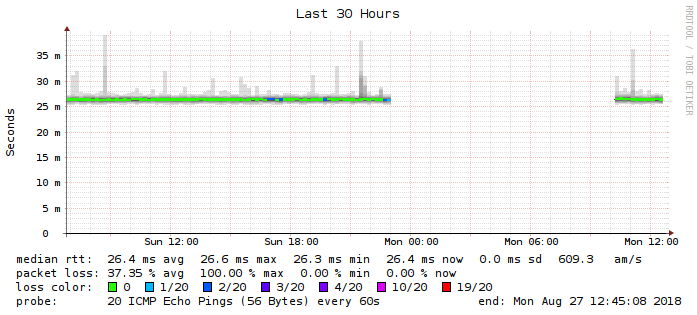 Last 30 Hours
RRDTOOL / TOBI OETIKER
Seconds
35 m
30 m
25 m
20 m
15 m
10 m
5 m
0
Sun 12:00 Sun 18:00 Mon 00:00 Mon 06:00 Mon 12:00
median rtt: 26.4 ms avg 26.6 ms max 26.3 ms min 26.4 ms now 0.0 ms sd 609.3 am/s
packet loss: 37.35 % avg 100.00 % max 0.00 % min 0.00 % now
loss color: 0 1/20 2/20 3/20 4/20 10/20 19/20
probe: 20 ICMP Echo Pings (56 Bytes) every 60s end: Mon Aug 27 12:45:08 2018